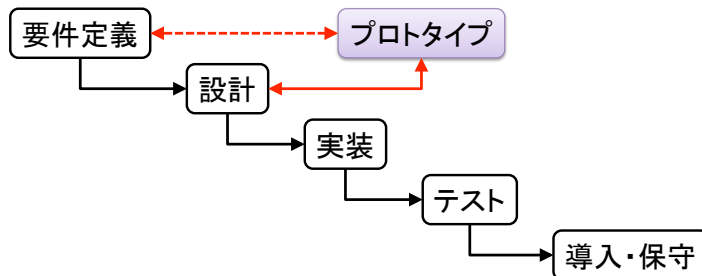 要件定義
プロトタイプ
設計
実装
テスト
導入・保守